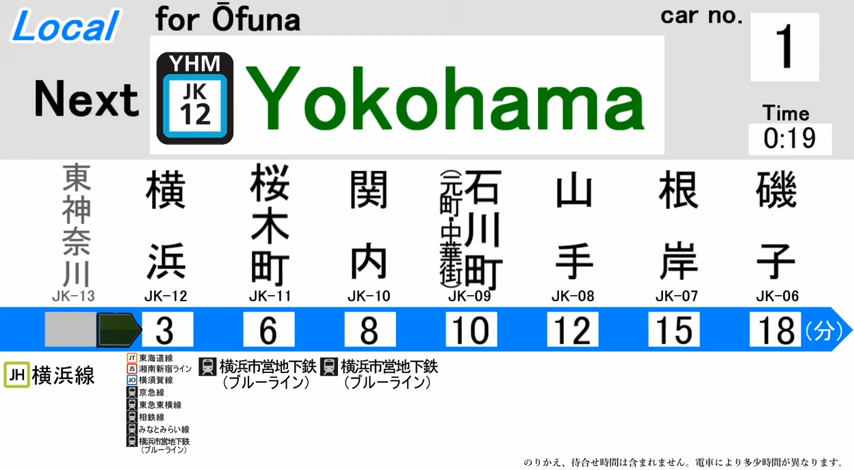 Local
for Ōfuna
car no.
1
Next
YHM
JK
12
Yokohama
Time
0:19
東神奈川
横浜
桜木町
関内
石川町
(元町・中華街)
山手
根岸
磯子
JK-13
JK-12
JK-11
JK-10
JK-09
JK-08
JK-07
JK-06
3
6
8
10
12
15
18
(分)
JH 横浜線
JT 東海道線
JS 湘南新宿ライン
JO 横須賀線
京急線
東急東横線
相鉄線
みなとみらい線
横浜市営地下鉄
(ブルーライン)
横浜市営地下鉄
(ブルーライン)
横浜市営地下鉄
(ブルーライン)
のりかえ、待合せ時間は含まれません。電車により多少時間が異なります。